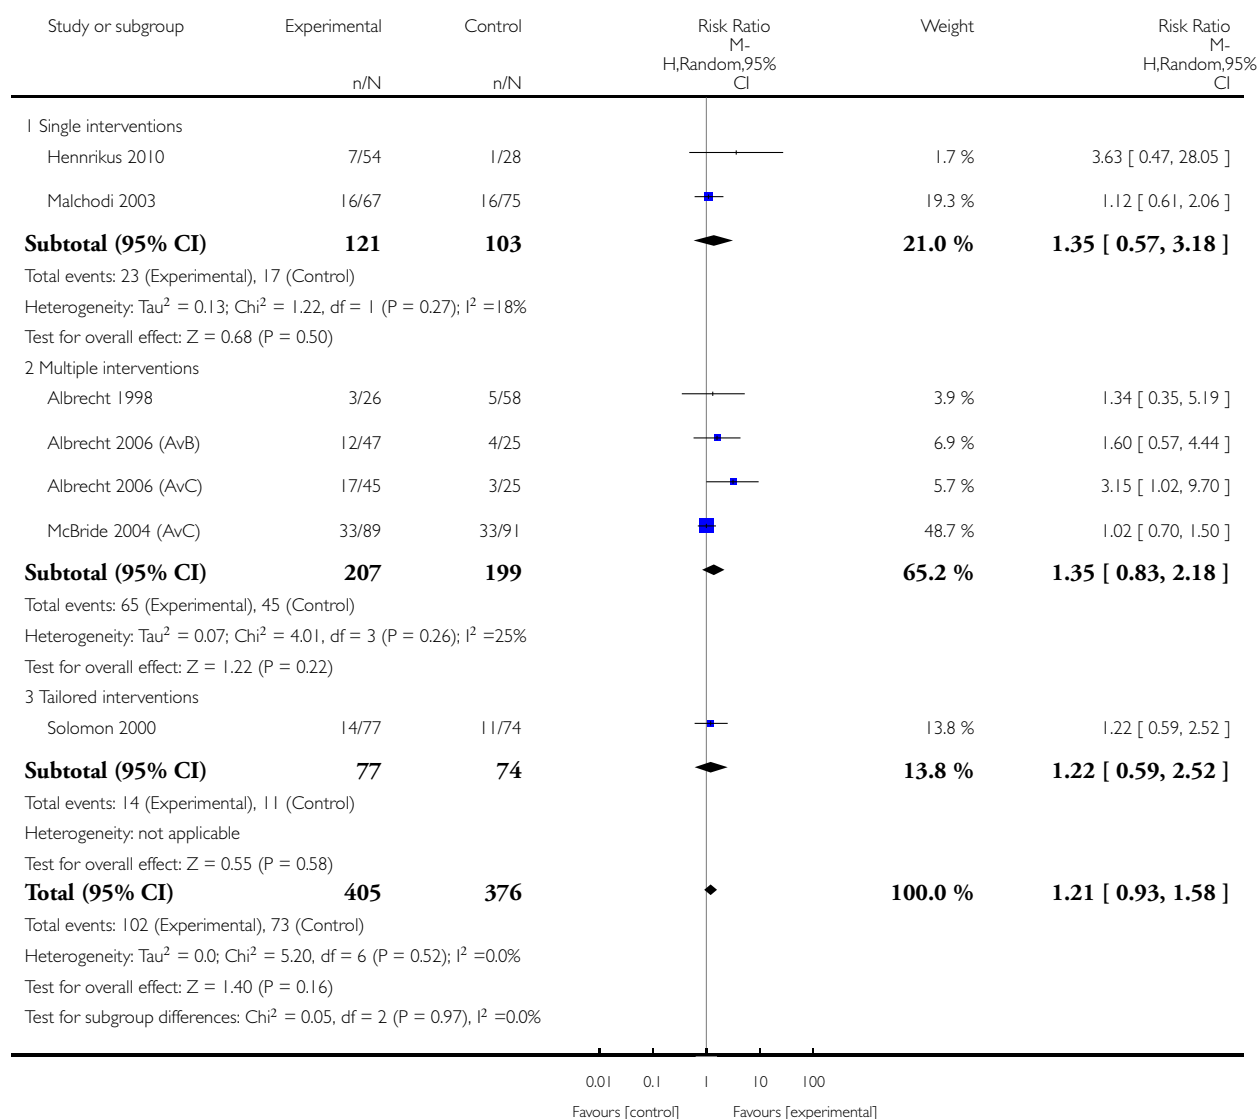 Study or subgroup Experimental Control Risk Ratio Weight Risk Ratio
M- M-
H,Random,95% H,Random,95%
n/N n/N CI CI
1 Single interventions
Hennrikus 2010 7/54 1/28 1.7 % 3.63 [ 0.47, 28.05 ]
Malchodi 2003 16/67 16/75 19.3 % 1.12 [ 0.61, 2.06 ]
Subtotal (95% CI) 121 103 21.0 % 1.35 [ 0.57, 3.18 ]
Total events: 23 (Experimental), 17 (Control)
Heterogeneity: Tau² = 0.13; Chi² = 1.22, df = 1 (P = 0.27); I² =18%
Test for overall effect: Z = 0.68 (P = 0.50)
2 Multiple interventions
Albrecht 1998 3/26 5/58 3.9 % 1.34 [ 0.35, 5.19 ]
Albrecht 2006 (AvB) 12/47 4/25 6.9 % 1.60 [ 0.57, 4.44 ]
Albrecht 2006 (AvC) 17/45 3/25 5.7 % 3.15 [ 1.02, 9.70 ]
McBride 2004 (AvC) 33/89 33/91 48.7 % 1.02 [ 0.70, 1.50 ]
Subtotal (95% CI) 207 199 65.2 % 1.35 [ 0.83, 2.18 ]
Total events: 65 (Experimental), 45 (Control)
Heterogeneity: Tau² = 0.07; Chi² = 4.01, df = 3 (P = 0.26); I² =25%
Test for overall effect: Z = 1.22 (P = 0.22)
3 Tailored interventions
Solomon 2000 14/77 11/74 13.8 % 1.22 [ 0.59, 2.52 ]
Subtotal (95% CI) 77 74 13.8 % 1.22 [ 0.59, 2.52 ]
Total events: 14 (Experimental), 11 (Control)
Heterogeneity: not applicable
Test for overall effect: Z = 0.55 (P = 0.58)
Total (95% CI) 405 376 100.0 % 1.21 [ 0.93, 1.58 ]
Total events: 102 (Experimental), 73 (Control)
Heterogeneity: Tau² = 0.0; Chi² = 5.20, df = 6 (P = 0.52); I² =0.0%
Test for overall effect: Z = 1.40 (P = 0.16)
Test for subgroup differences: Chi² = 0.05, df = 2 (P = 0.97), I² =0.0%
0.01 0.1 1 10 100
Favours [control] Favours [experimental]